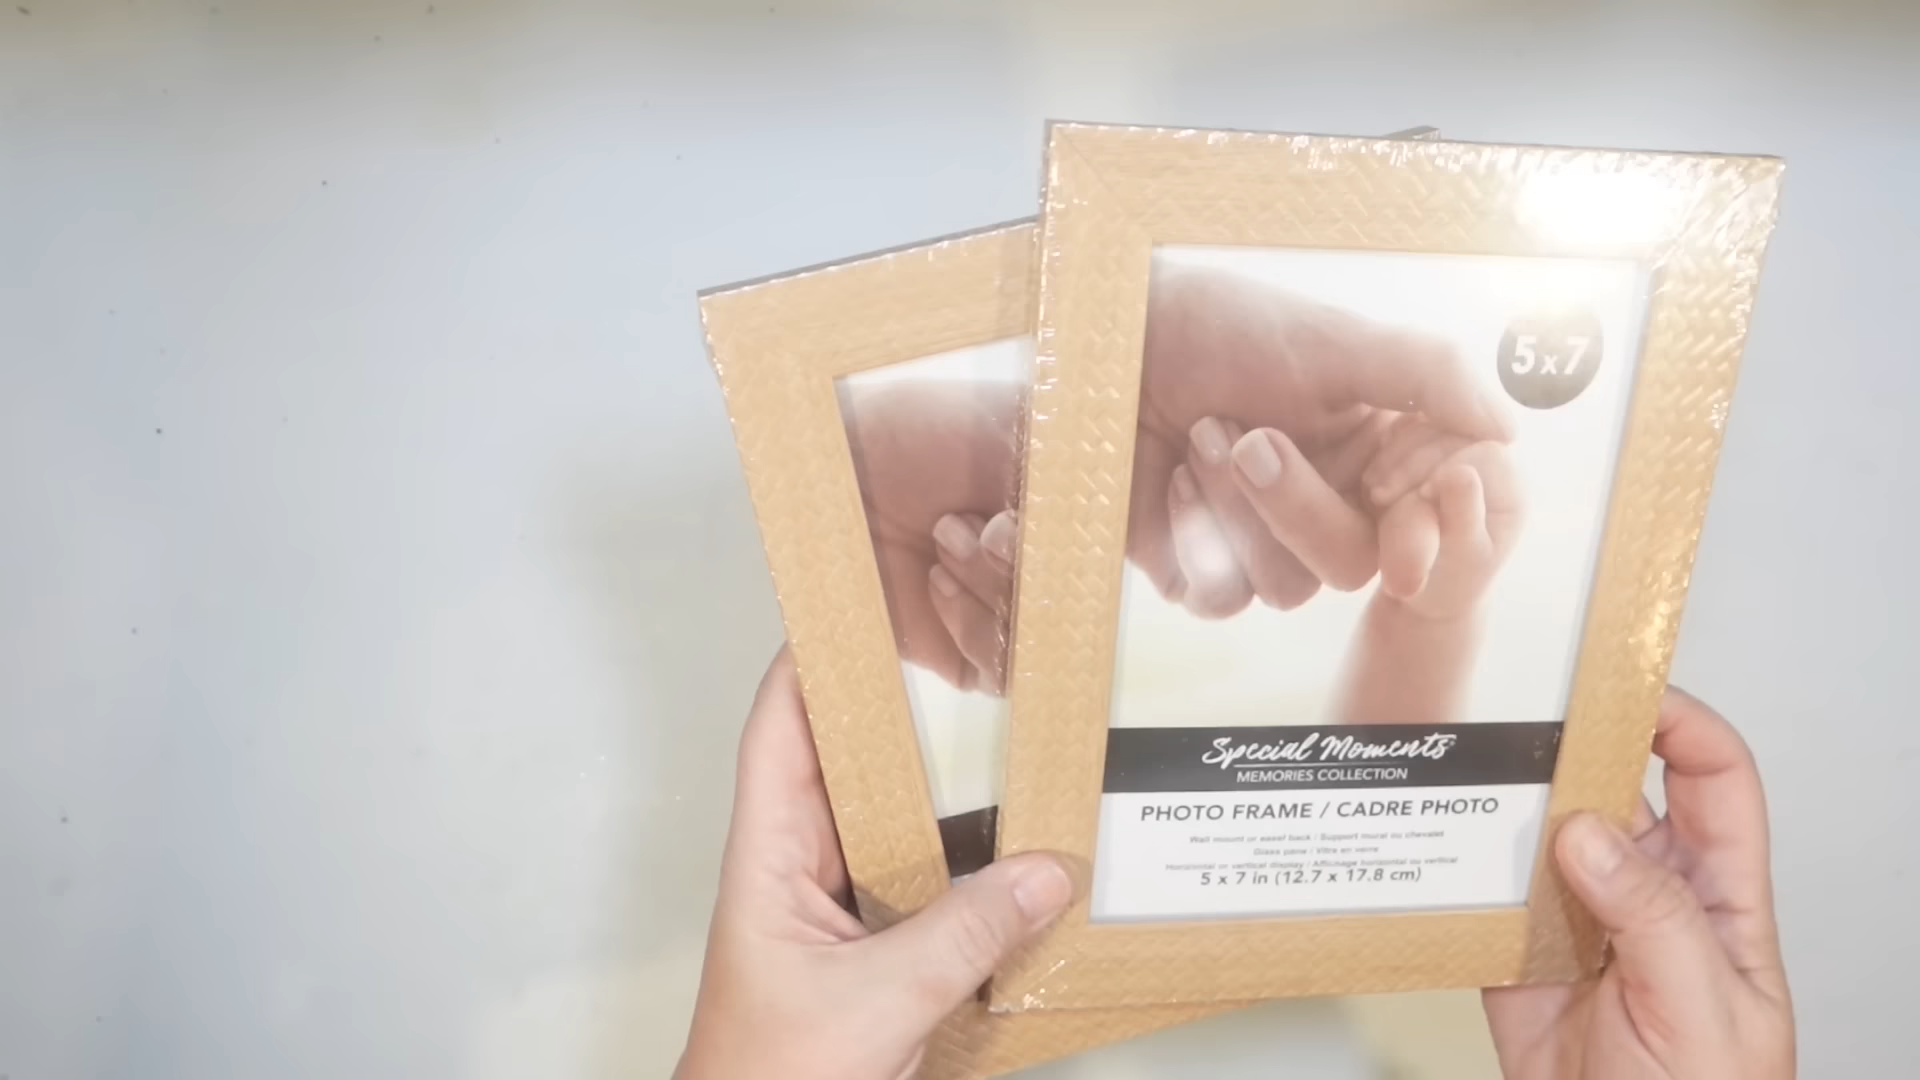 5x7
Special Moments
MEMORIES COLLECTION
PHOTO FRAME / CADRE PHOTO
Wall mount or easel back / Support mural ou chevalet
Glass pane / Vitre en verre
Horizontal or vertical display / Affichage horizontal ou vertical
5 x 7 in (12.7 x 17.8 cm)